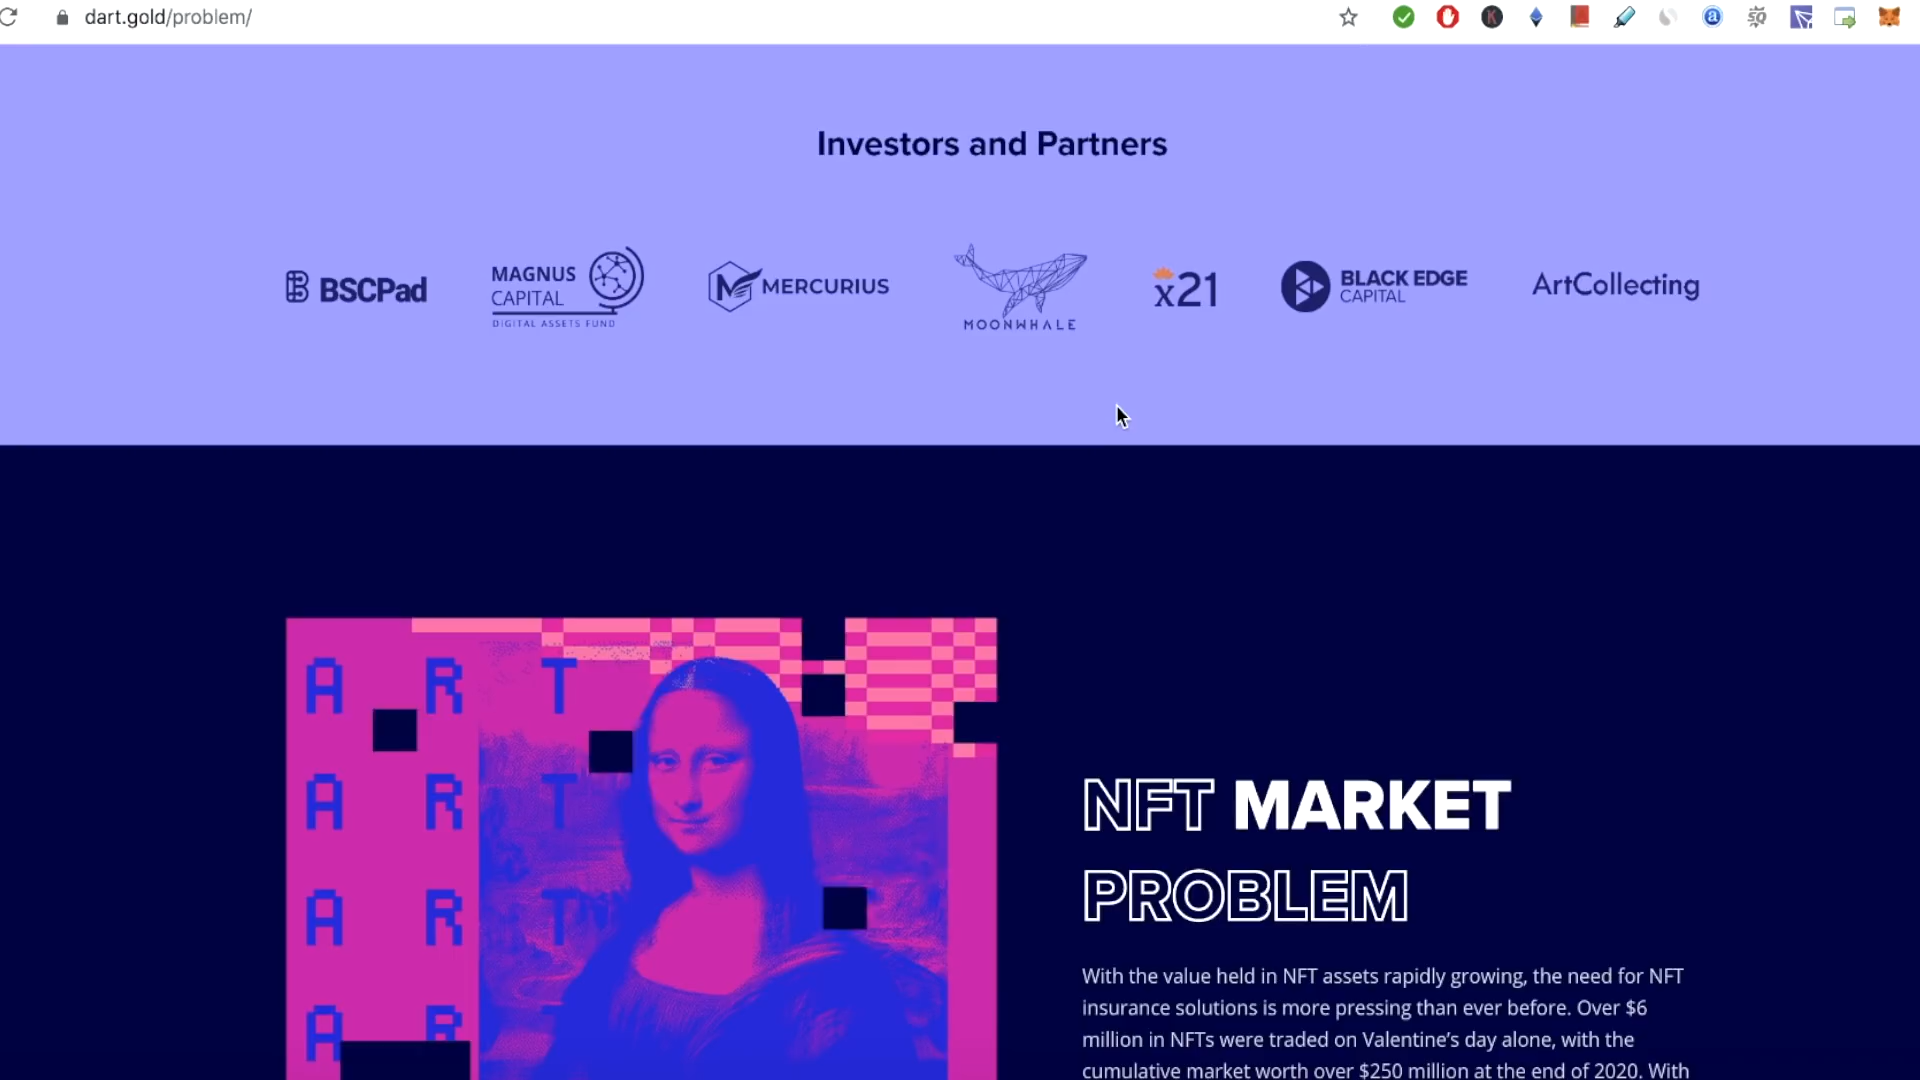 dart.gold/problem/
Investors and Partners
BSCPad
MAGNUS
CAPITAL
DIGITAL ASSETS FUND
MERCURIUS
MOONWHALE
x21
BLACK EDGE
CAPITAL
ArtCollecting
A R T
A R T
A R T
A R
NFT MARKET
PROBLEM
With the value held in NFT assets rapidly growing, the need for NFT
insurance solutions is more pressing than ever before. Over $6
million in NFTs were traded on Valentine's day alone, with the
cumulative market worth over $250 million at the end of 2020. With